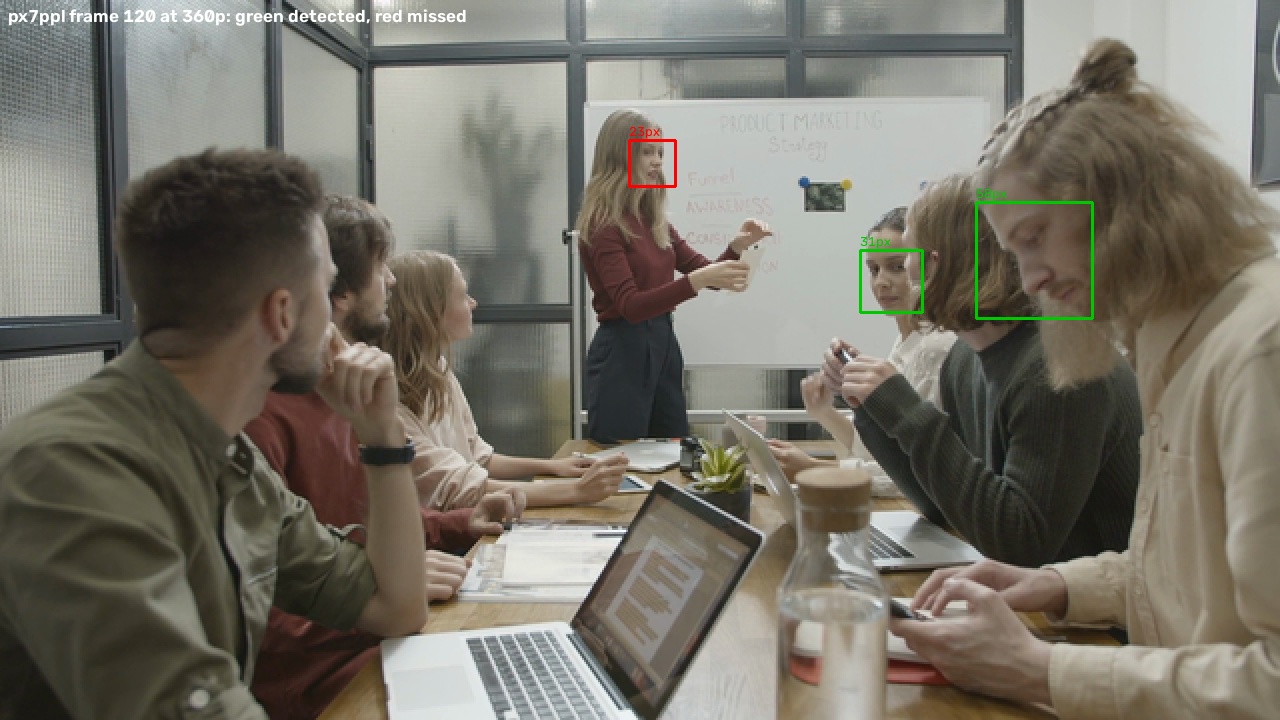 px7ppl frame 120 at 360p: green detected, red missed
23px
PRODUCT MARKETING
Strategy
Funnel
AWARENESS
31px